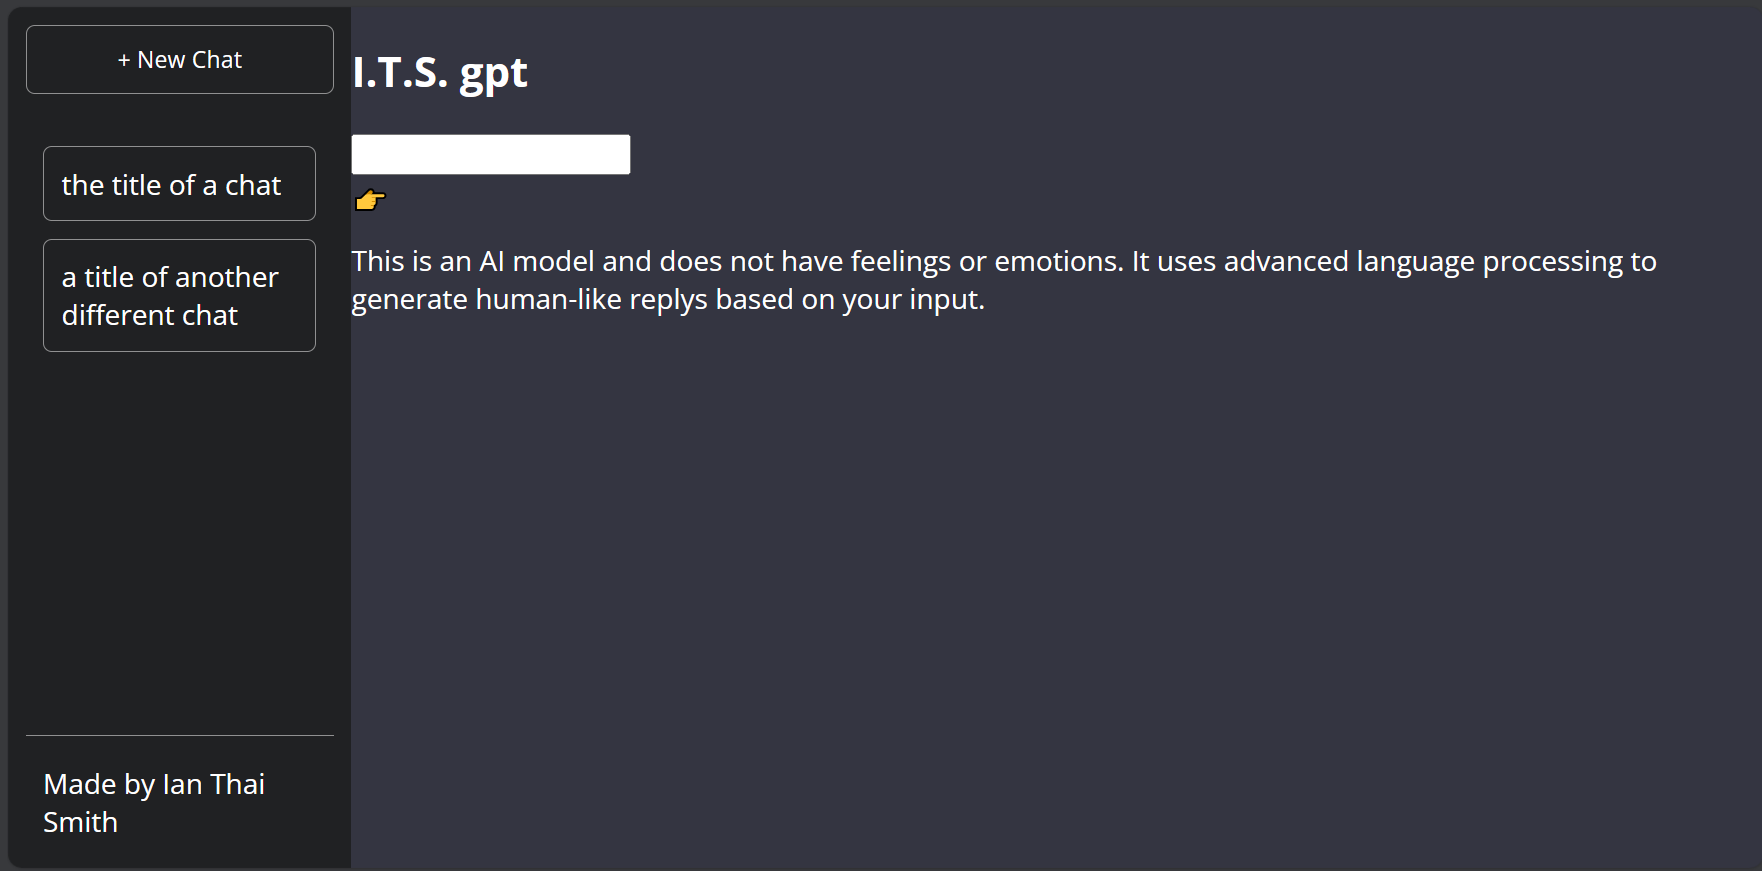 + New Chat
the title of a chat
a title of another
different chat
Made by Ian Thai
Smith
I.T.S. gpt
This is an AI model and does not have feelings or emotions. It uses advanced language processing to
generate human-like replys based on your input.